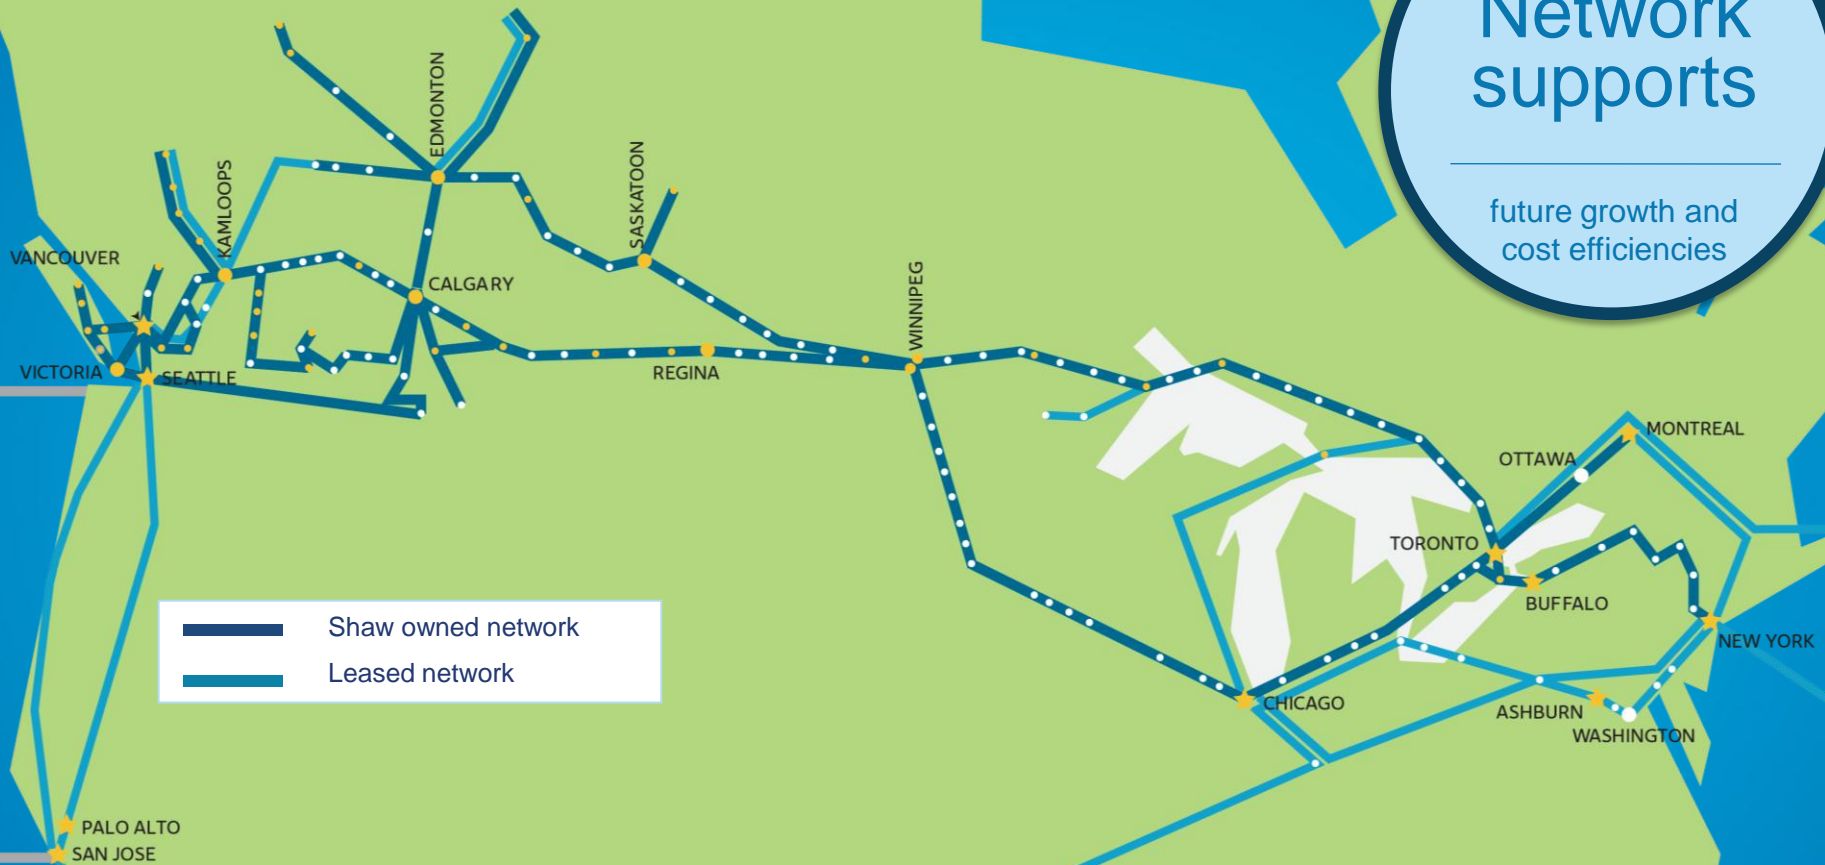 Network
supports
future growth and
cost efficiencies
EDMONTON
SASKATOON
KAMLOOPS
VANCOUVER
CALGARY
WINNIPEG
VICTORIA
SEATTLE
REGINA
MONTREAL
OTTAWA
TORONTO
BUFFALO
NEW YORK
CHICAGO
ASHBURN
WASHINGTON
Shaw owned network
Leased network
PALO ALTO
SAN JOSE